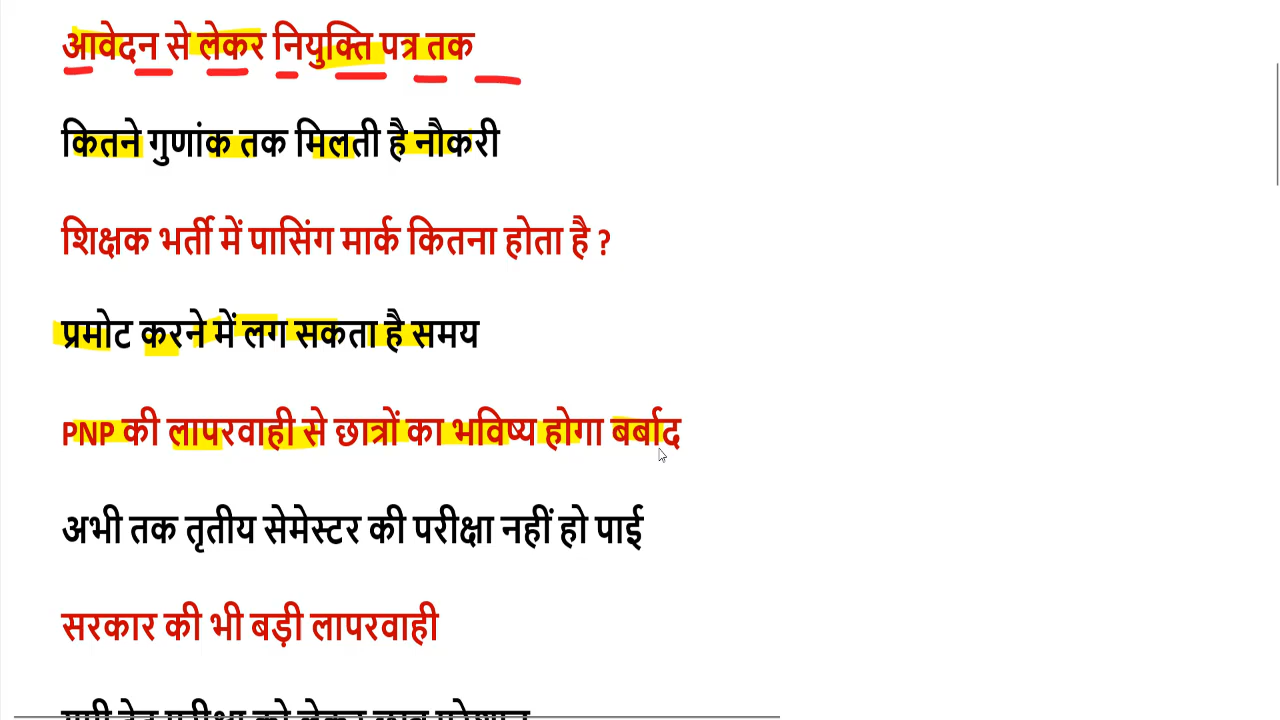 आवेदन से लेकर नियुक्ति पत्र तक
कितने गुणांक तक मिलती है नौकरी
शिक्षक भर्ती में पासिंग मार्क कितना होता है ?
प्रमोट करने में लग सकता है समय
PNP की लापरवाही से छात्रों का भविष्य होगा बर्बाद
अभी तक तृतीय सेमेस्टर की परीक्षा नहीं हो पाई
सरकार की भी बड़ी लापरवाही